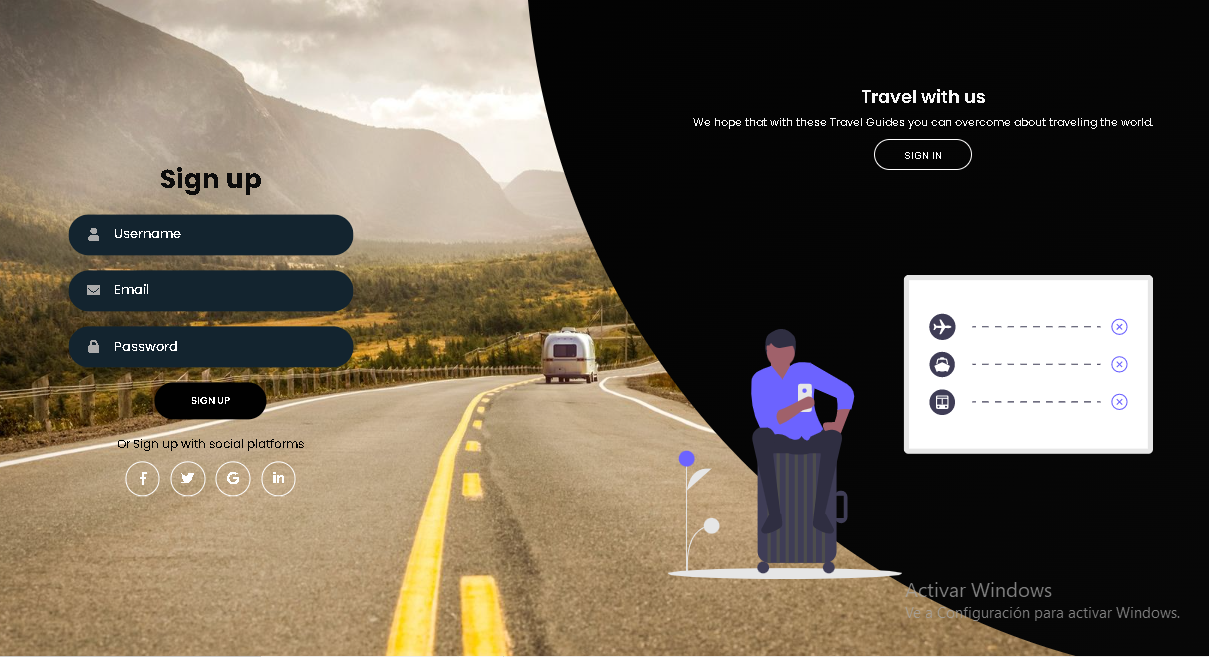 Sign up
Username
Email
Password
SIGN UP
Or Sign up with social platforms
Travel with us
We hope that with these Travel Guides you can overcome about traveling the world.
SIGN IN
Activar Windows
Ve a Configuración para activar Windows.